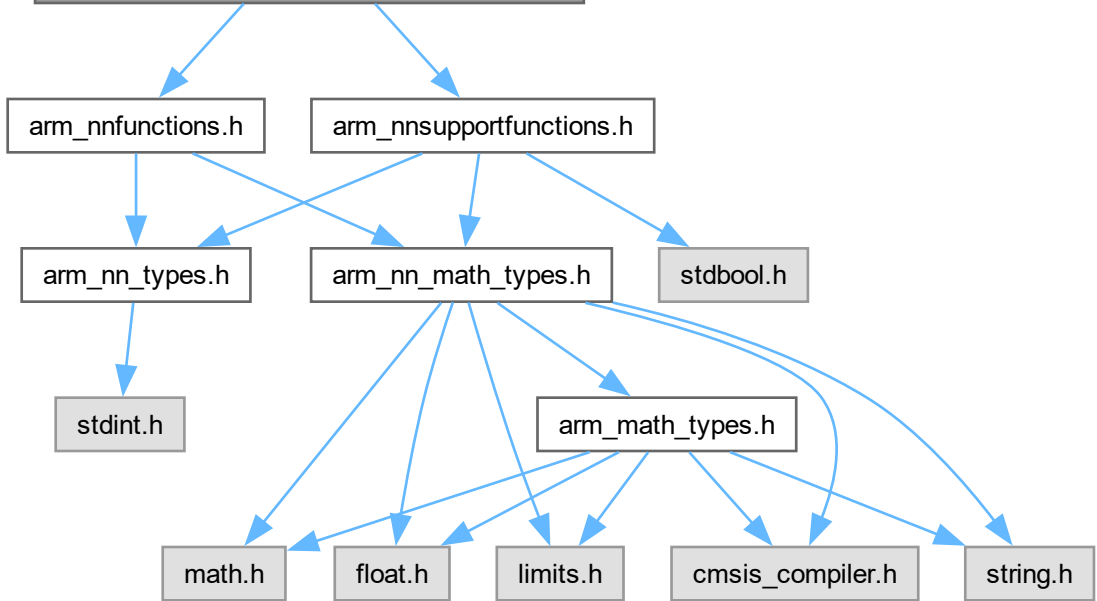 arm_nnfunctions.h
arm_nnsupportfunctions.h
arm_nn_types.h
arm_nn_math_types.h
stdbool.h
stdint.h
arm_math_types.h
math.h
float.h
limits.h
cmsis_compiler.h
string.h